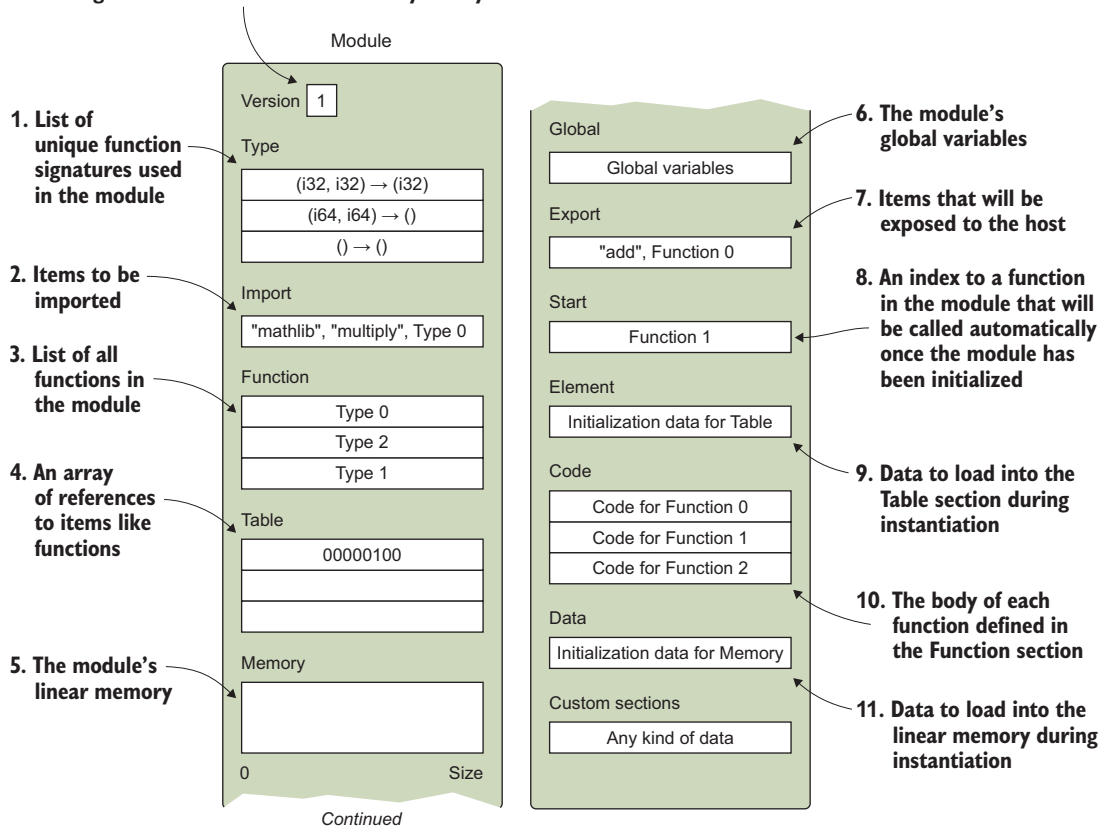 Module
Version 1
1. List of
unique function
signatures used
in the module
Type
(i32, i32) → (i32)
(i64, i64) → ()
() → ()
2. Items to be
imported
Import
"mathlib", "multiply", Type 0
3. List of all
functions in
the module
Function
Type 0
Type 2
Type 1
4. An array
of references
to items like
functions
Table
00000100
5. The module's
linear memory
Memory
0 Size
Continued
Global
Global variables
6. The module's
global variables
Export
"add", Function 0
7. Items that will be
exposed to the host
Start
Function 1
8. An index to a function
in the module that will
be called automatically
once the module has
been initialized
Element
Initialization data for Table
9. Data to load into the
Table section during
instantiation
Code
Code for Function 0
Code for Function 1
Code for Function 2
10. The body of each
function defined in
the Function section
Data
Initialization data for Memory
11. Data to load into the
linear memory during
instantiation
Custom sections
Any kind of data